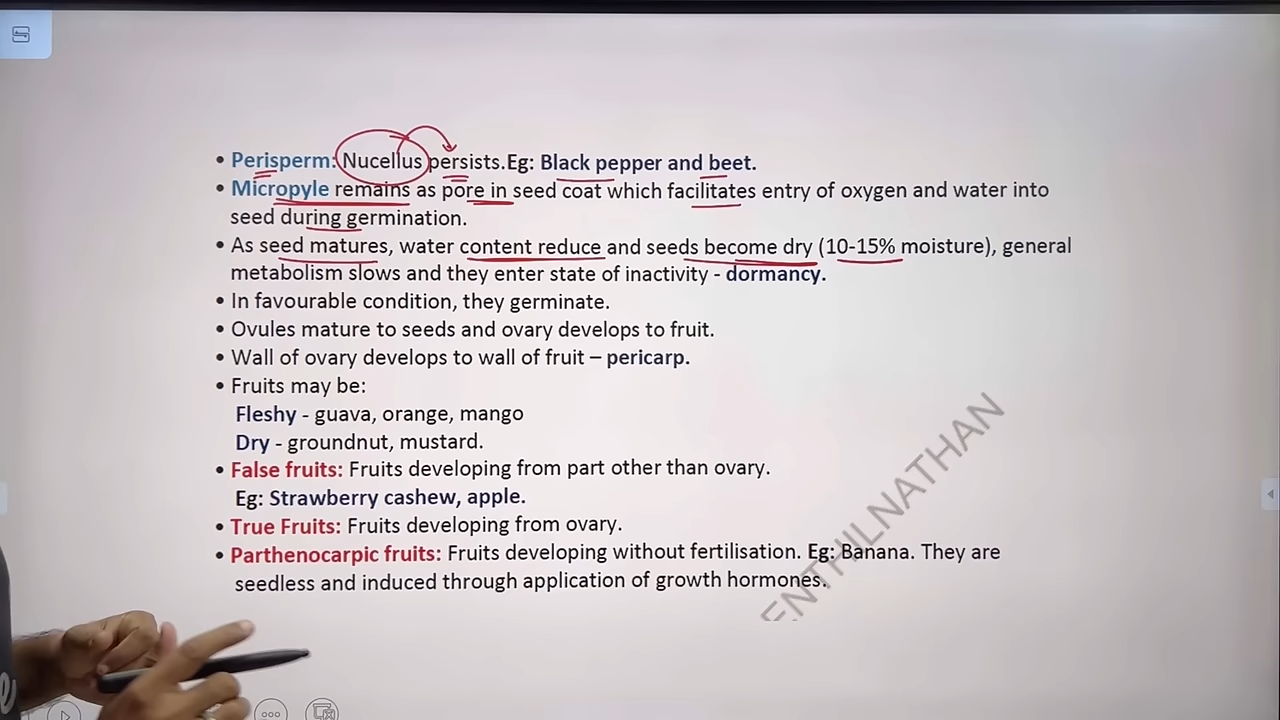 • Perisperm: Nucellus persists.Eg: Black pepper and beet.
• Micropyle remains as pore in seed coat which facilitates entry of oxygen and water into
seed during germination.
• As seed matures, water content reduce and seeds become dry (10-15% moisture), general
metabolism slows and they enter state of inactivity - dormancy.
• In favourable condition, they germinate.
• Ovules mature to seeds and ovary develops to fruit.
• Wall of ovary develops to wall of fruit – pericarp.
• Fruits may be:
Fleshy - guava, orange, mango
Dry - groundnut, mustard.
• False fruits: Fruits developing from part other than ovary.
Eg: Strawberry cashew, apple.
• True Fruits: Fruits developing from ovary.
• Parthenocarpic fruits: Fruits developing without fertilisation. Eg: Banana. They are
seedless and induced through application of growth hormones.
ENTHILNATHAN